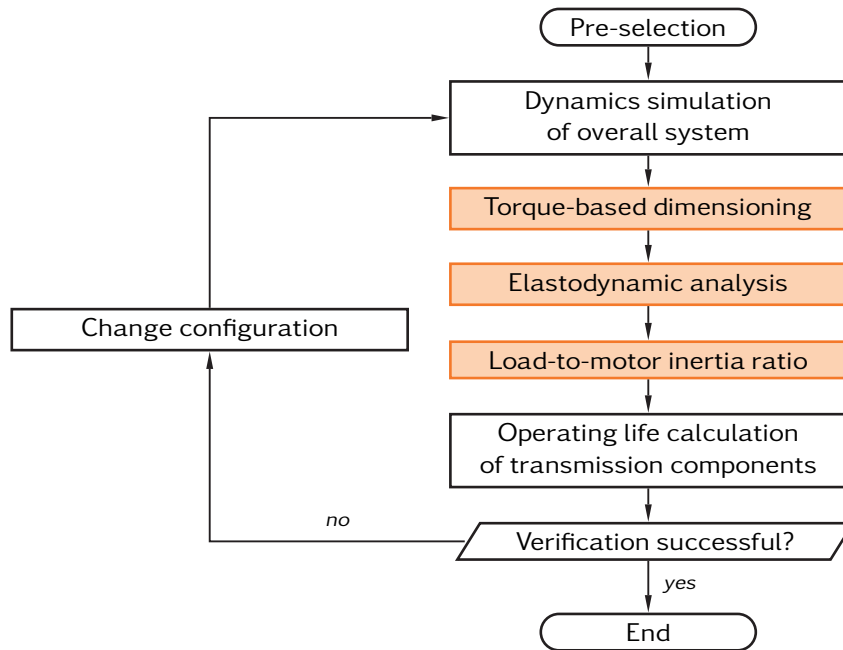 Pre-selection
Dynamics simulation
of overall system
Torque-based dimensioning
Elastodynamic analysis
Change configuration
Load-to-motor inertia ratio
Operating life calculation
of transmission components
no
Verification successful?
yes
End